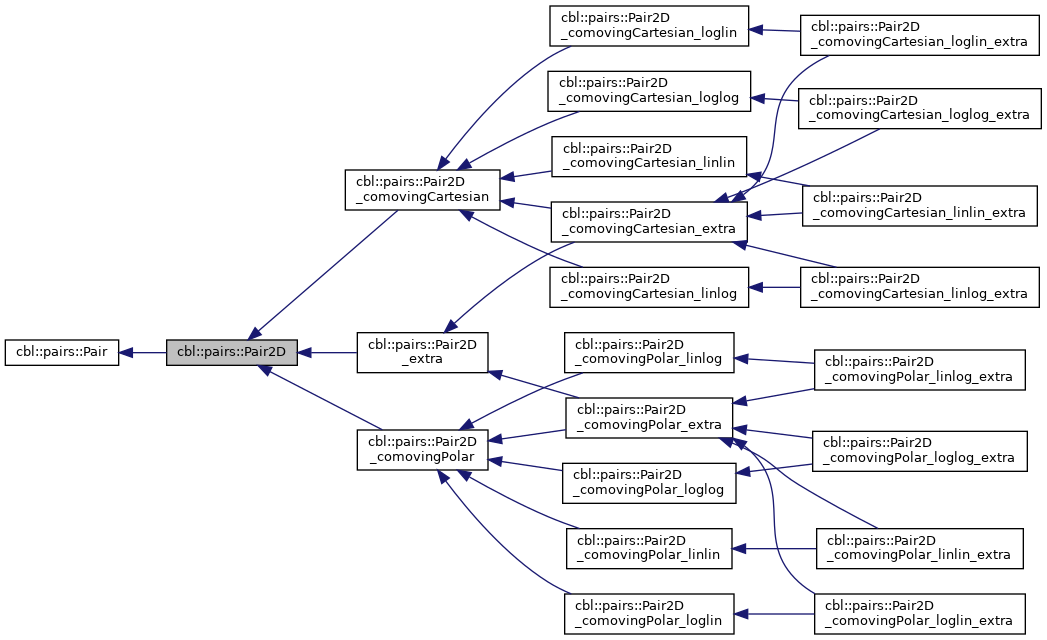 cbl::pairs::Pair
cbl::pairs::Pair2D
cbl::pairs::Pair2D
_comovingCartesian
cbl::pairs::Pair2D
_extra
cbl::pairs::Pair2D
_comovingPolar
cbl::pairs::Pair2D
_comovingCartesian_loglin
cbl::pairs::Pair2D
_comovingCartesian_loglog
cbl::pairs::Pair2D
_comovingCartesian_linlin
cbl::pairs::Pair2D
_comovingCartesian_extra
cbl::pairs::Pair2D
_comovingCartesian_linlog
cbl::pairs::Pair2D
_comovingPolar_linlog
cbl::pairs::Pair2D
_comovingPolar_extra
cbl::pairs::Pair2D
_comovingPolar_loglog
cbl::pairs::Pair2D
_comovingPolar_linlin
cbl::pairs::Pair2D
_comovingPolar_loglin
cbl::pairs::Pair2D
_comovingCartesian_loglin_extra
cbl::pairs::Pair2D
_comovingCartesian_loglog_extra
cbl::pairs::Pair2D
_comovingCartesian_linlin_extra
cbl::pairs::Pair2D
_comovingCartesian_linlog_extra
cbl::pairs::Pair2D
_comovingPolar_linlog_extra
cbl::pairs::Pair2D
_comovingPolar_loglog_extra
cbl::pairs::Pair2D
_comovingPolar_linlin_extra
cbl::pairs::Pair2D
_comovingPolar_loglin_extra